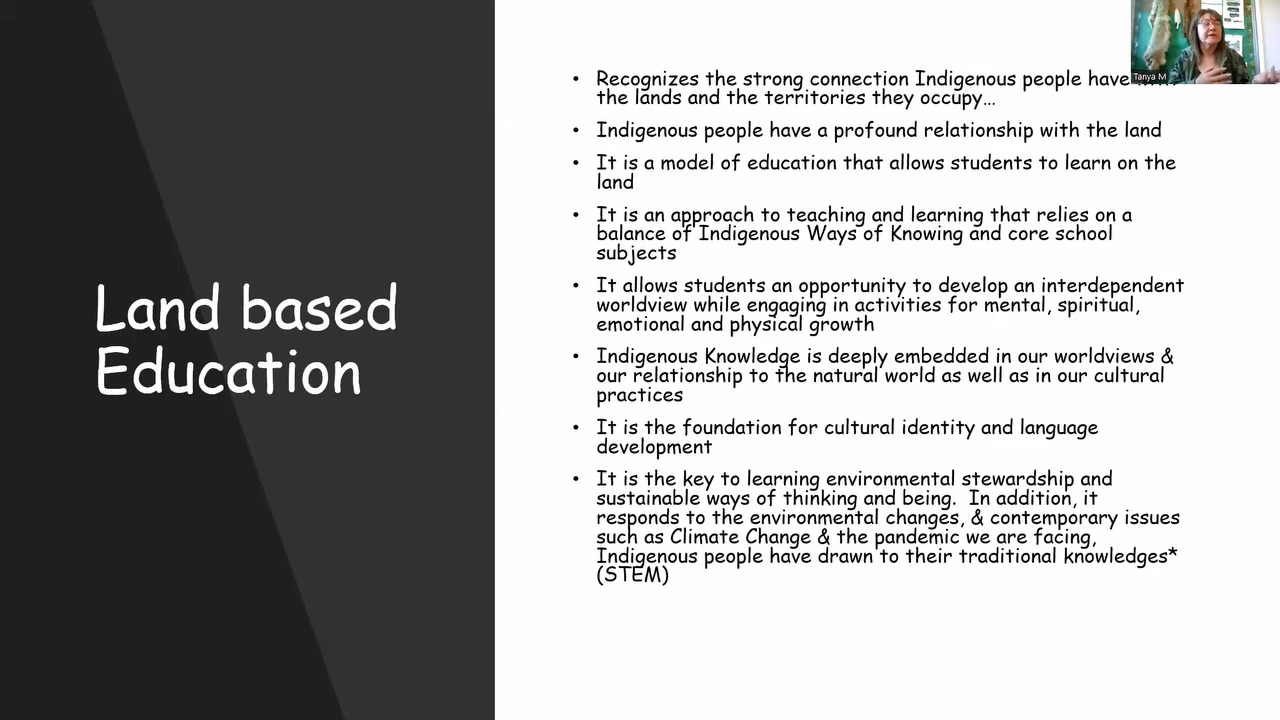 Land based
Education
• Recognizes the strong connection Indigenous people have
the lands and the territories they occupy…
• Indigenous people have a profound relationship with the land
• It is a model of education that allows students to learn on the
land
• It is an approach to teaching and learning that relies on a
balance of Indigenous Ways of Knowing and core school
subjects
• It allows students an opportunity to develop an interdependent
worldview while engaging in activities for mental, spiritual,
emotional and physical growth
• Indigenous Knowledge is deeply embedded in our worldviews &
our relationship to the natural world as well as in our cultural
practices
• It is the foundation for cultural identity and language
development
• It is the key to learning environmental stewardship and
sustainable ways of thinking and being.  In addition, it
responds to the environmental changes, & contemporary issues
such as Climate Change & the pandemic we are facing,
Indigenous people have drawn to their traditional knowledges*
(STEM)
Tanya M